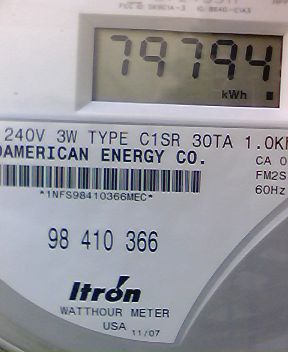 79794
kWh
240V 3W TYPE C1SR 30TA 1.0K
AMERICAN ENERGY CO.
CA 0
FM2S
60Hz
*1NFS98410366MEC*
98 410 366
Itron
WATTHOUR METER
USA 11/07